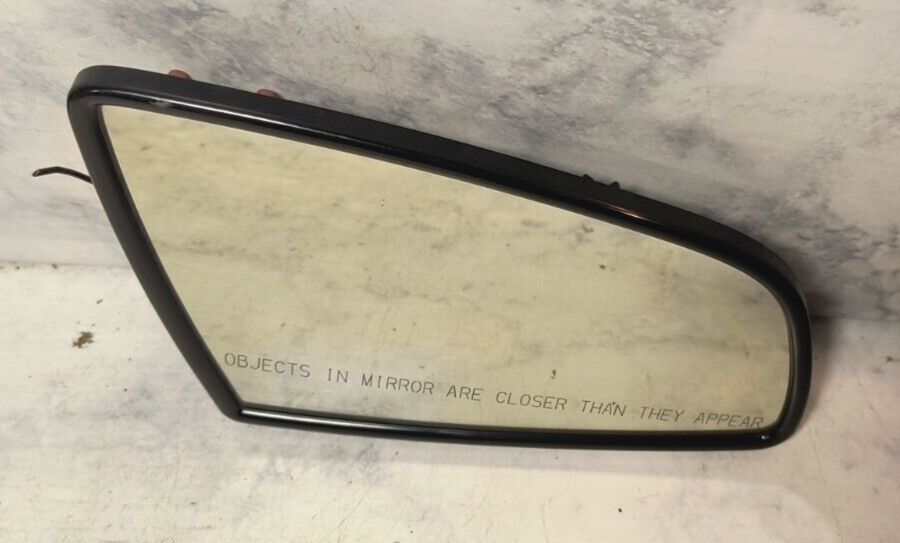 OBJECTS IN MIRROR ARE CLOSER THAN THEY APPEAR